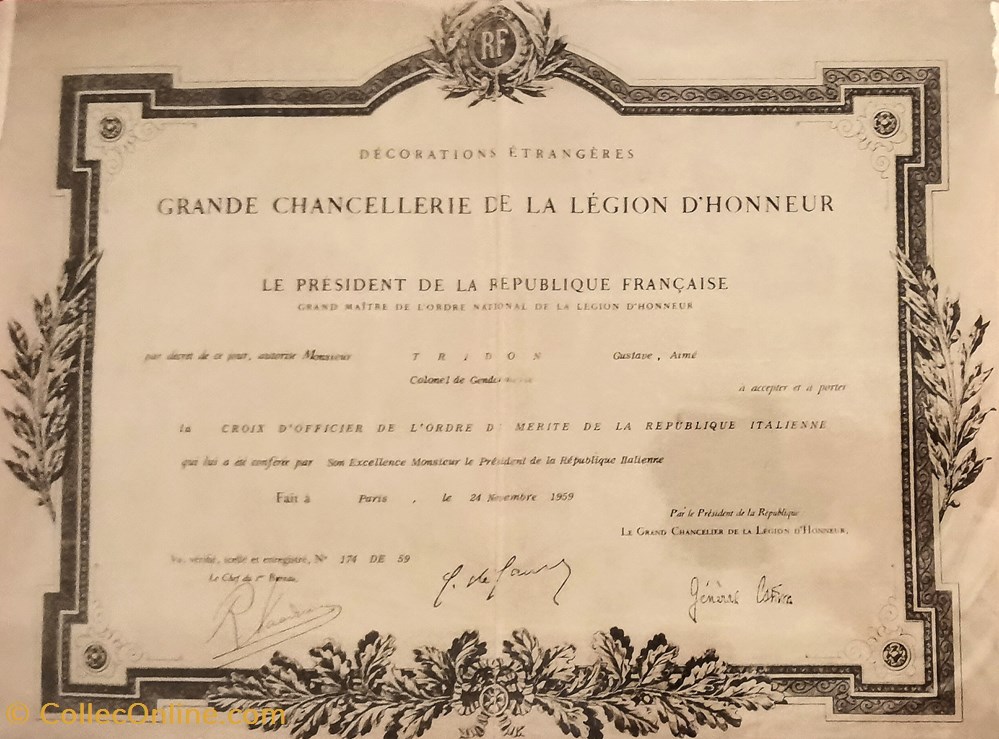 RF
DÉCORATIONS ÉTRANGÈRES
GRANDE CHANCELLERIE DE LA LÉGION D'HONNEUR
LE PRÉSIDENT DE LA RÉPUBLIQUE FRANÇAISE
GRAND MAÎTRE DE L'ORDRE NATIONAL DE LA LÉGION D'HONNEUR
par décret de ce jour, autorise Monsieur T R I D O N Gustave, Aimé
Colonel de Gendarmerie
à accepter et à porter
la CROIX D'OFFICIER DE L'ORDRE DU MERITE DE LA REPUBLIQUE ITALIENNE
qui lui a été conférée par Son Excellence Monsieur le Président de la République Italienne
Fait à Paris, le 24 Novembre 1959
Par le Président de la République
LE GRAND CHANCELIER DE LA LÉGION D'HONNEUR,
Vu, vérifié, scellé et enregistré, N° 174 DE 59
Le Chef du 1er Bureau,
Général
© CollecOnline.com